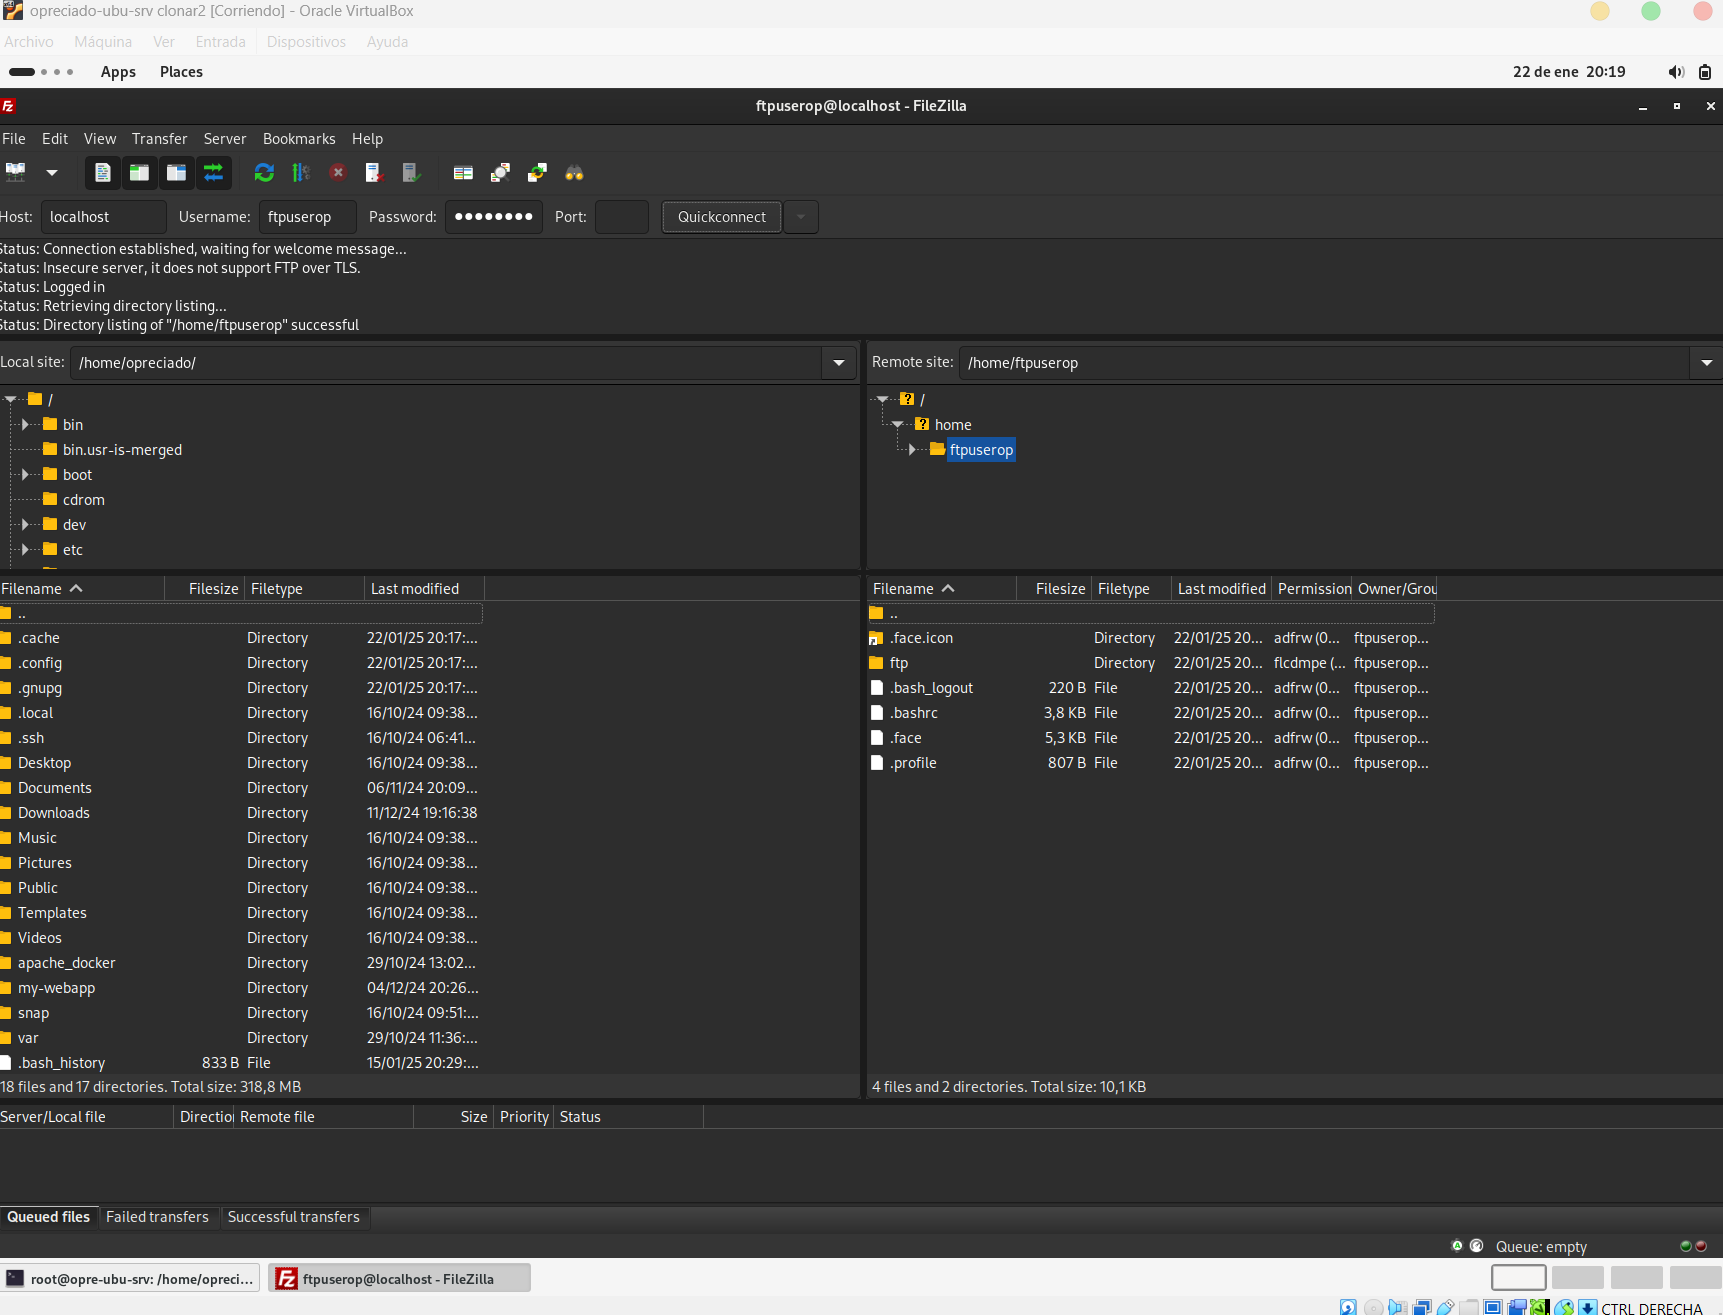 opreciado-ubu-srv clonar2 [Corriendo] - Oracle VirtualBox
Archivo Máquina Ver Entrada Dispositivos Ayuda
Apps Places 22 de ene 20:19
ftpuserop@localhost - FileZilla
File Edit View Transfer Server Bookmarks Help
Host: localhost Username: ftpuserop Password: ●●●●●●●● Port: Quickconnect
Status: Connection established, waiting for welcome message...
Status: Insecure server, it does not support FTP over TLS.
Status: Logged in
Status: Retrieving directory listing...
Status: Directory listing of "/home/ftpuserop" successful
Local site: /home/opreciado/ Remote site: /home/ftpuserop
/
bin
bin.usr-is-merged
boot
cdrom
dev
etc
? /
? home
ftpuserop
Filename Filesize Filetype Last modified
..
.cache Directory 22/01/25 20:17:...
.config Directory 22/01/25 20:17:...
.gnupg Directory 22/01/25 20:17:...
.local Directory 16/10/24 09:38...
.ssh Directory 16/10/24 06:41...
Desktop Directory 16/10/24 09:38...
Documents Directory 06/11/24 20:09...
Downloads Directory 11/12/24 19:16:38
Music Directory 16/10/24 09:38...
Pictures Directory 16/10/24 09:38...
Public Directory 16/10/24 09:38...
Templates Directory 16/10/24 09:38...
Videos Directory 16/10/24 09:38...
apache_docker Directory 29/10/24 13:02...
my-webapp Directory 04/12/24 20:26...
snap Directory 16/10/24 09:51:...
var Directory 29/10/24 11:36:...
.bash_history 833 B File 15/01/25 20:29:...
18 files and 17 directories. Total size: 318,8 MB
Filename Filesize Filetype Last modified Permission Owner/Grou
..
.face.icon Directory 22/01/25 20... adfrw (0... ftpuserop...
ftp Directory 22/01/25 20... flcdmpe (... ftpuserop...
.bash_logout 220 B File 22/01/25 20... adfrw (0... ftpuserop...
.bashrc 3,8 KB File 22/01/25 20... adfrw (0... ftpuserop...
.face 5,3 KB File 22/01/25 20... adfrw (0... ftpuserop...
.profile 807 B File 22/01/25 20... adfrw (0... ftpuserop...
4 files and 2 directories. Total size: 10,1 KB
Server/Local file Directio Remote file Size Priority Status
Queued files Failed transfers Successful transfers
Queue: empty
root@opre-ubu-srv: /home/opreci... ftpuserop@localhost - FileZilla
CTRL DERECHA